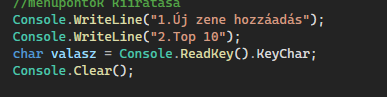 //menupontok kiíratása
Console.WriteLine("1.Új zene hozzáadás");
Console.WriteLine("2.Top 10");
char valasz = Console.ReadKey().KeyChar;
Console.Clear();